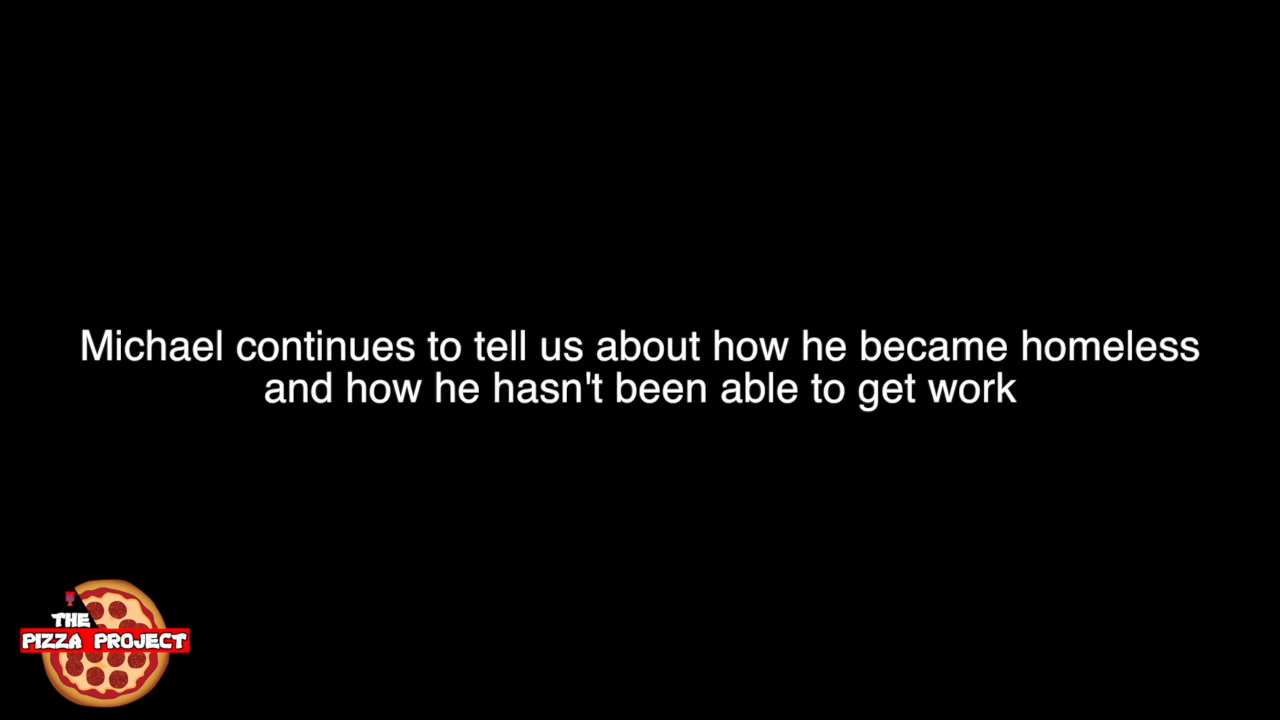 Michael continues to tell us about how he became homeless
and how he hasn't been able to get work
THE
PIZZA PROJECT